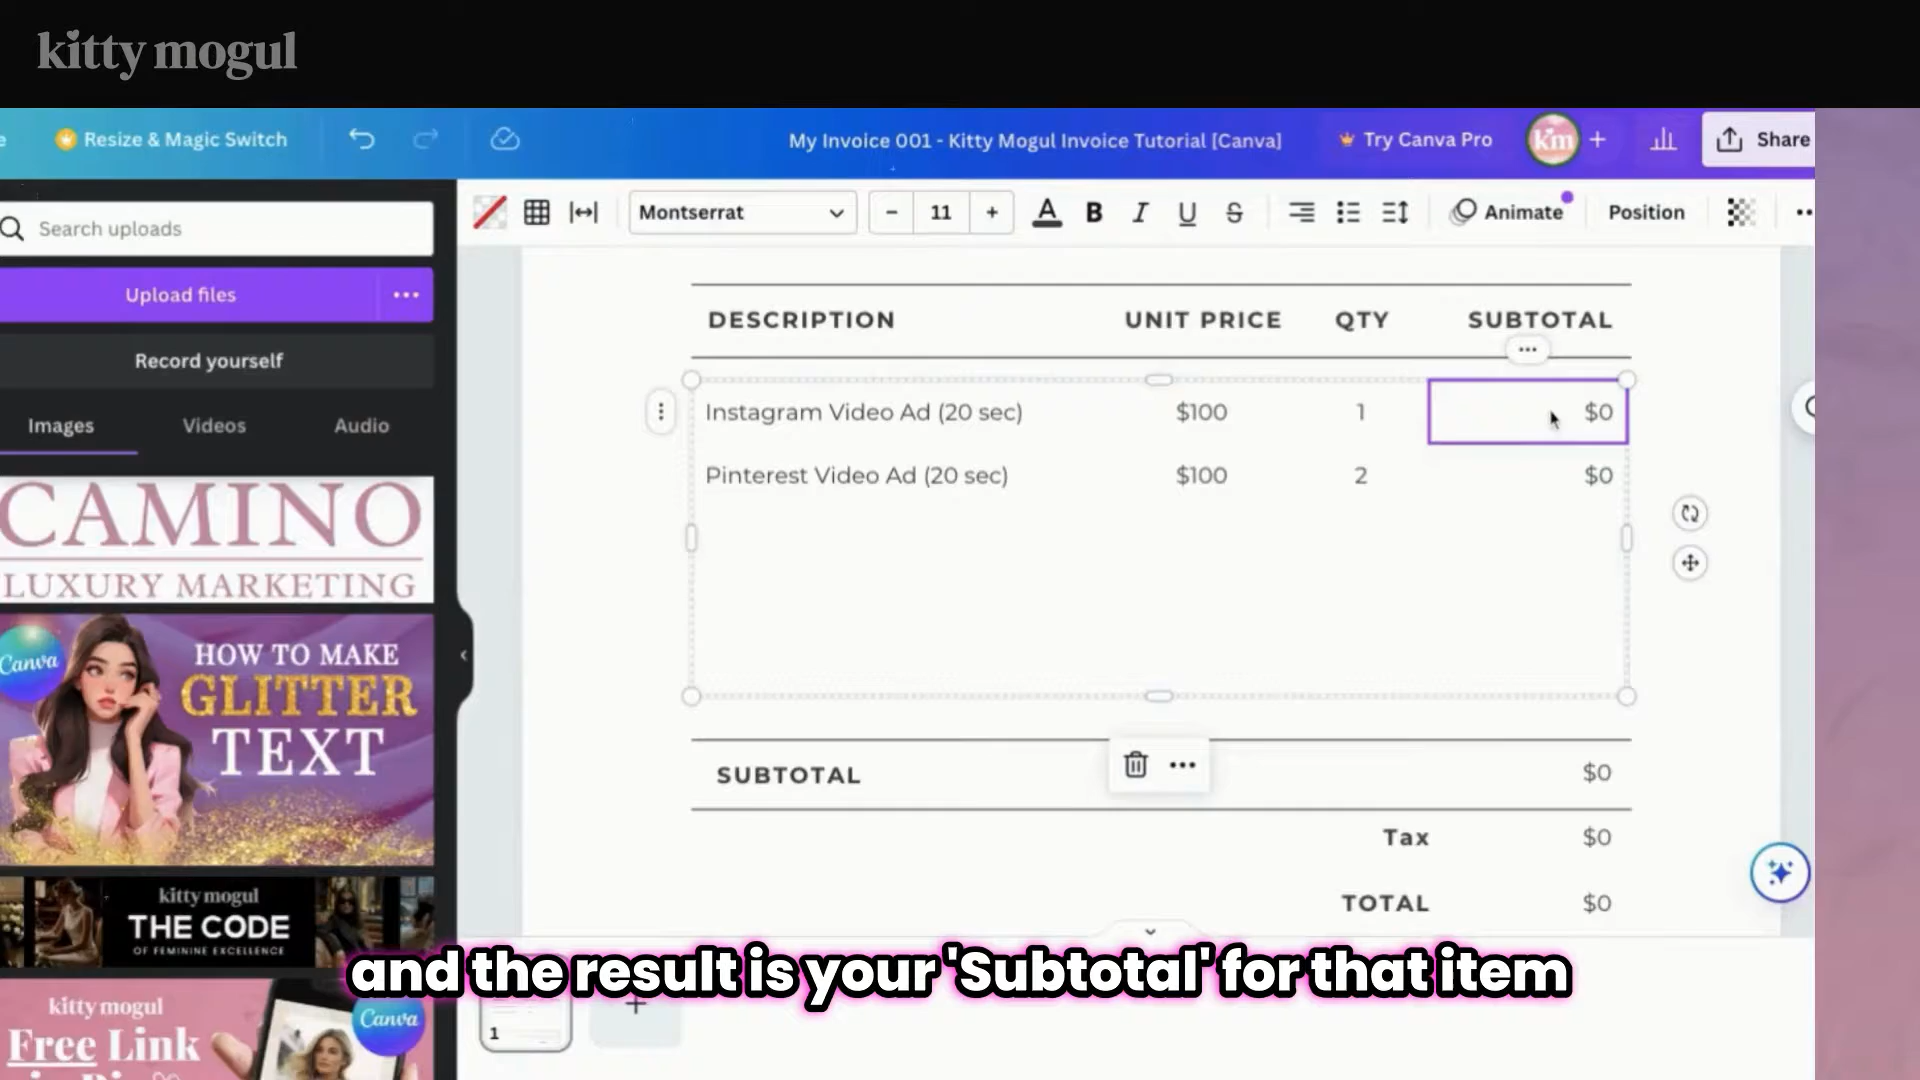 kitty mogul
e
Resize & Magic Switch
My Invoice 001 - Kitty Mogul Invoice Tutorial [Canva]
Try Canva Pro
km
+
Share
Search uploads
Montserrat
- 11 +
A B I U S
Animate
Position
Upload files
Record yourself
Images Videos Audio
DESCRIPTION UNIT PRICE QTY SUBTOTAL
Instagram Video Ad (20 sec) $100 1 $0
Pinterest Video Ad (20 sec) $100 2 $0
SUBTOTAL $0
Tax $0
TOTAL $0
CAMINO
LUXURY MARKETING
Canva
HOW TO MAKE
GLITTER
TEXT
kitty mogul
THE CODE
OF FEMININE EXCELLENCE
kitty mogul
Free Link
Canva
and the result is your 'Subtotal' for that item
1
+